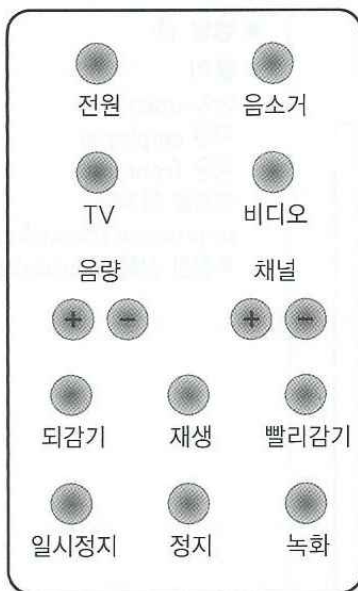 전원 음소거
TV 비디오
음량 채널
+ - + -
되감기 재생 빨리감기
일시정지 정지 녹화